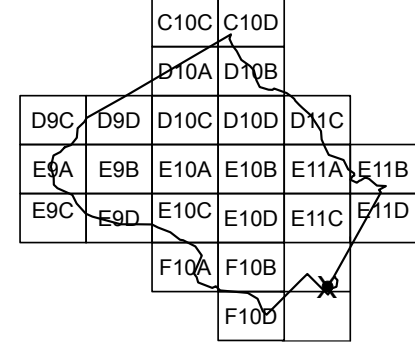 C10C C10D
D10A D10B
D9C D9D D10C D10D D11C
E9A E9B E10A E10B E11A E11B
E9C E9D E10C E10D E11C E11D
F10A F10B
X
F10D